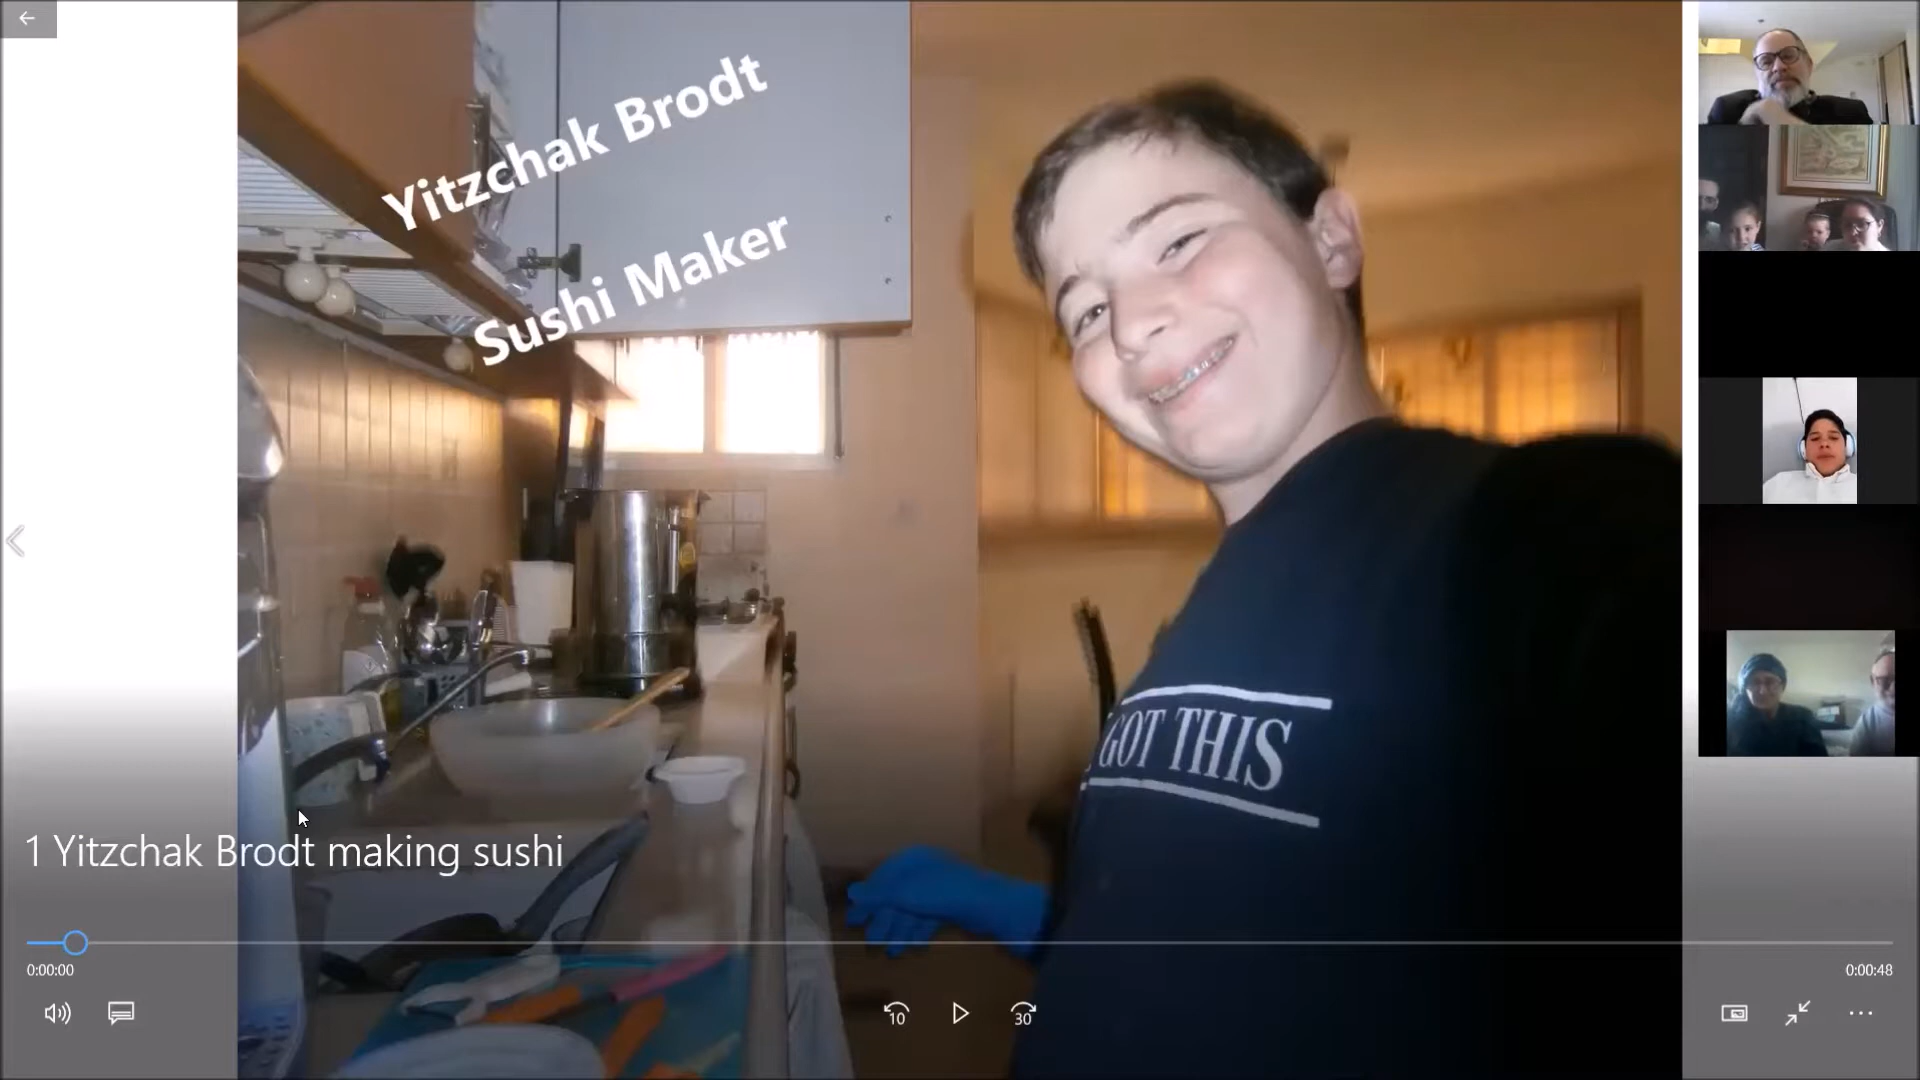 Yitzchak Brodt
Sushi Maker
GOT THIS
1 Yitzchak Brodt making sushi
0:00:00
0:00:48
10
30